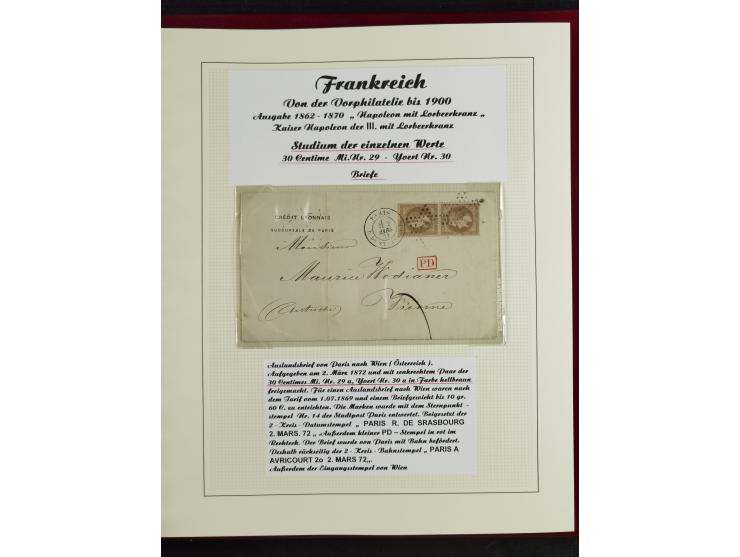 Frankreich
Von der Vorphilatelie bis 1900
Ausgabe 1862 - 1870 „ Napoleon mit Lorbeerkranz „
Kaiser Napoleon der III. mit Lorbeerkranz
Studium der einzelnen Werte
30 Centime Mi.Nr. 29 - Yvert Nr. 30
Briefe
CRÉDIT LYONNAIS
SUCCURSALE DE PARIS
PARIS
MARS
Monsieur
PD
Maurice Wodianer
(Autriche) Vienne
Auslandsbrief von Paris nach Wien ( Österreich ).
Aufgegeben am 2. März 1872 und mit senkrechtem Paar der
30 Centimes Mi. Nr. 29 a, Yvert Nr. 30 a in Farbe hellbraun
freigemacht. Für einen Auslandsbrief nach Wien waren nach
dem Tarif vom 1.07.1869 und einem Briefgewicht bis 10 gr.
60 C. zu entrichten. Die Marken wurde mit dem Sternpunkt -
stempel Nr. 14 der Stadtpost Paris entwertet. Beigesetzt der
2 - Kreis - Datumstempel „ PARIS R. DE SRASBOURG
2. MARS. 72 „ Außerdem kleiner PD – Stempel in rot im
Rechteck. Der Brief wurde von Paris mit Bahn befördert.
Deshalb rückseitig der 2 - Kreis - Bahnstempel „ PARIS A
AVRICOURT 2o 2. MARS 72„.
Außerdem der Eingangsstempel von Wien